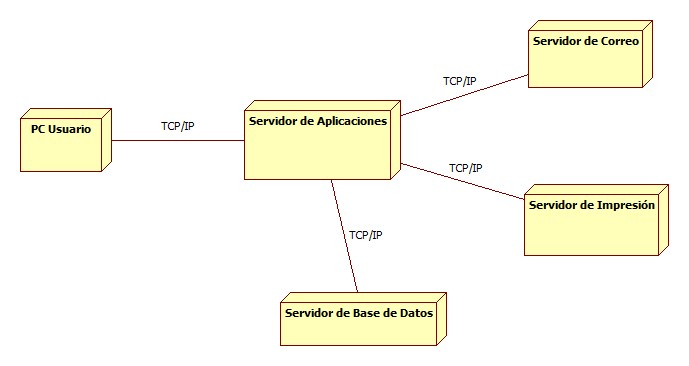 Servidor de Correo
TCP/IP
Servidor de Aplicaciones
TCP/IP
PC Usuario
TCP/IP
Servidor de Impresión
TCP/IP
Servidor de Base de Datos